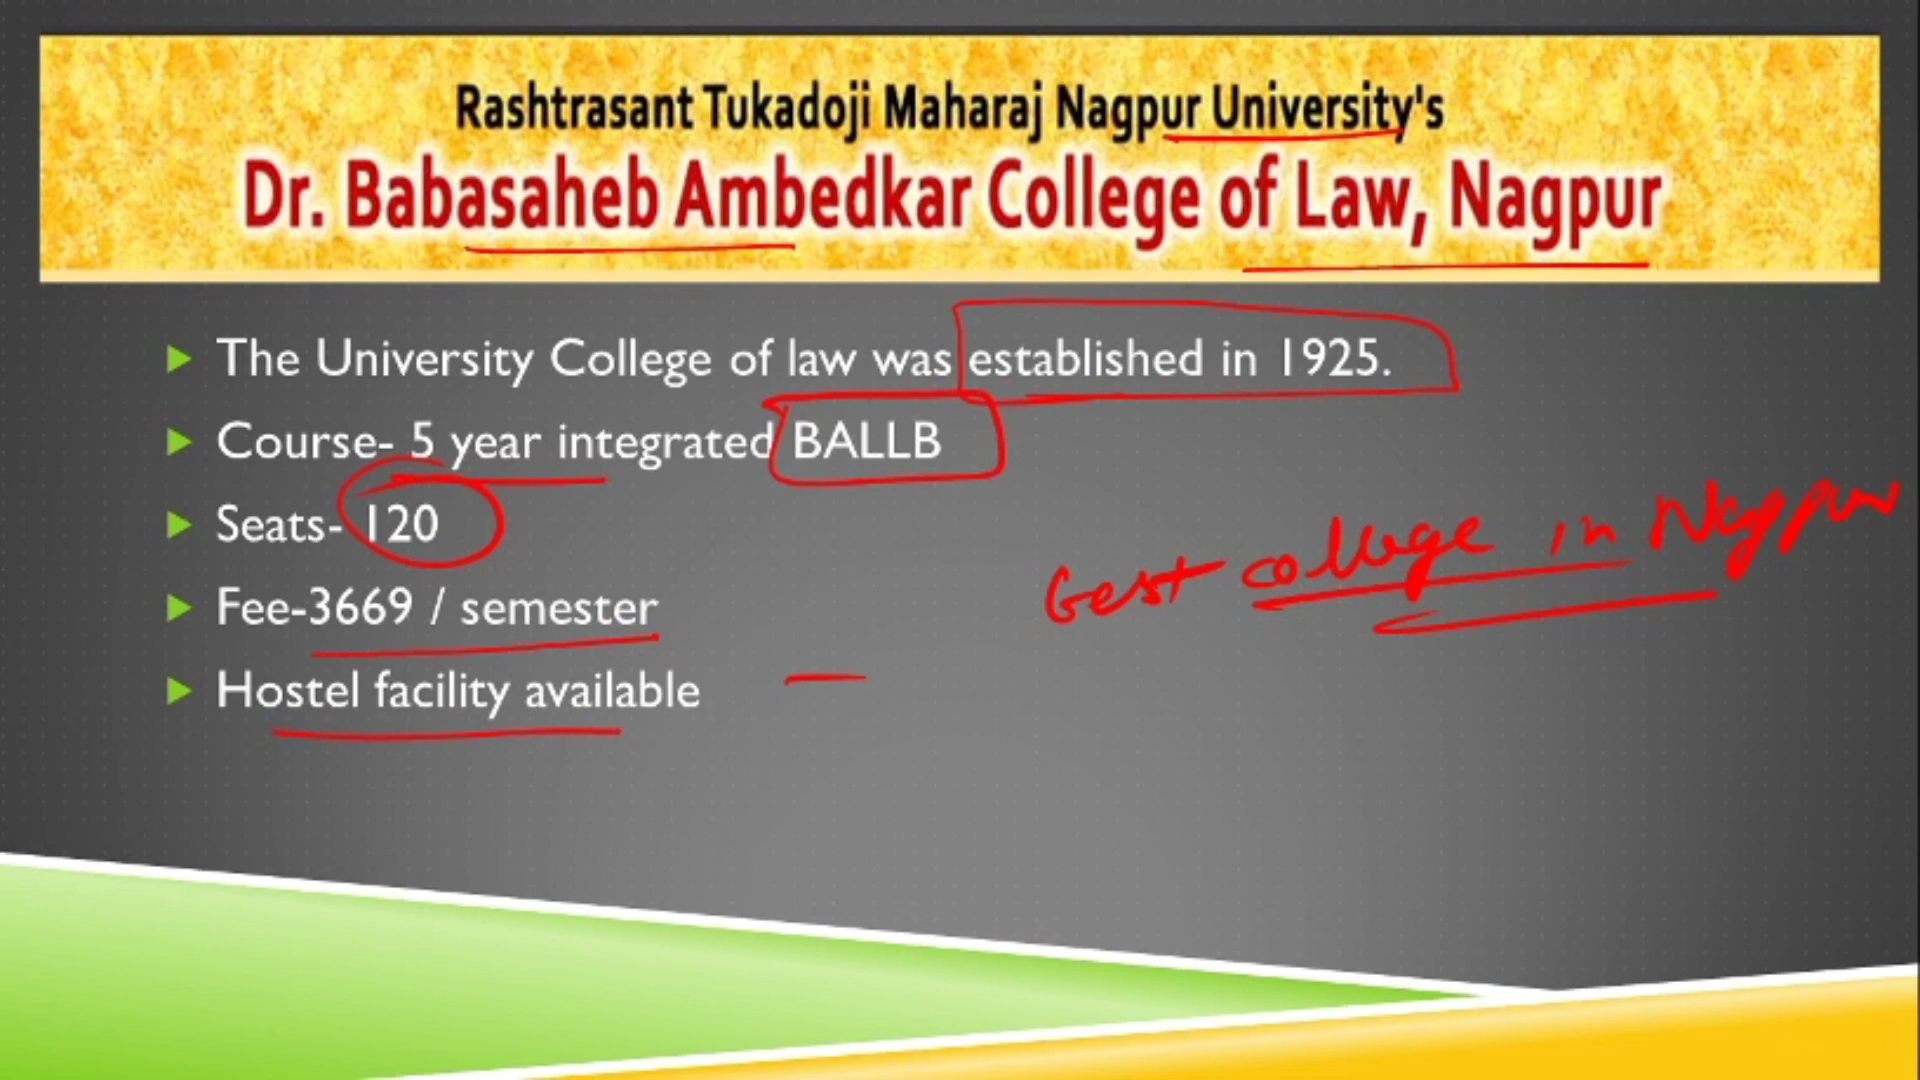 Rashtrasant Tukadoji Maharaj Nagpur University's
Dr. Babasaheb Ambedkar College of Law, Nagpur
The University College of law was established in 1925.
Course- 5 year integrated BALLB
Seats- 120
Fee-3669 / semester
Hostel facility available
Best college in Nagpur